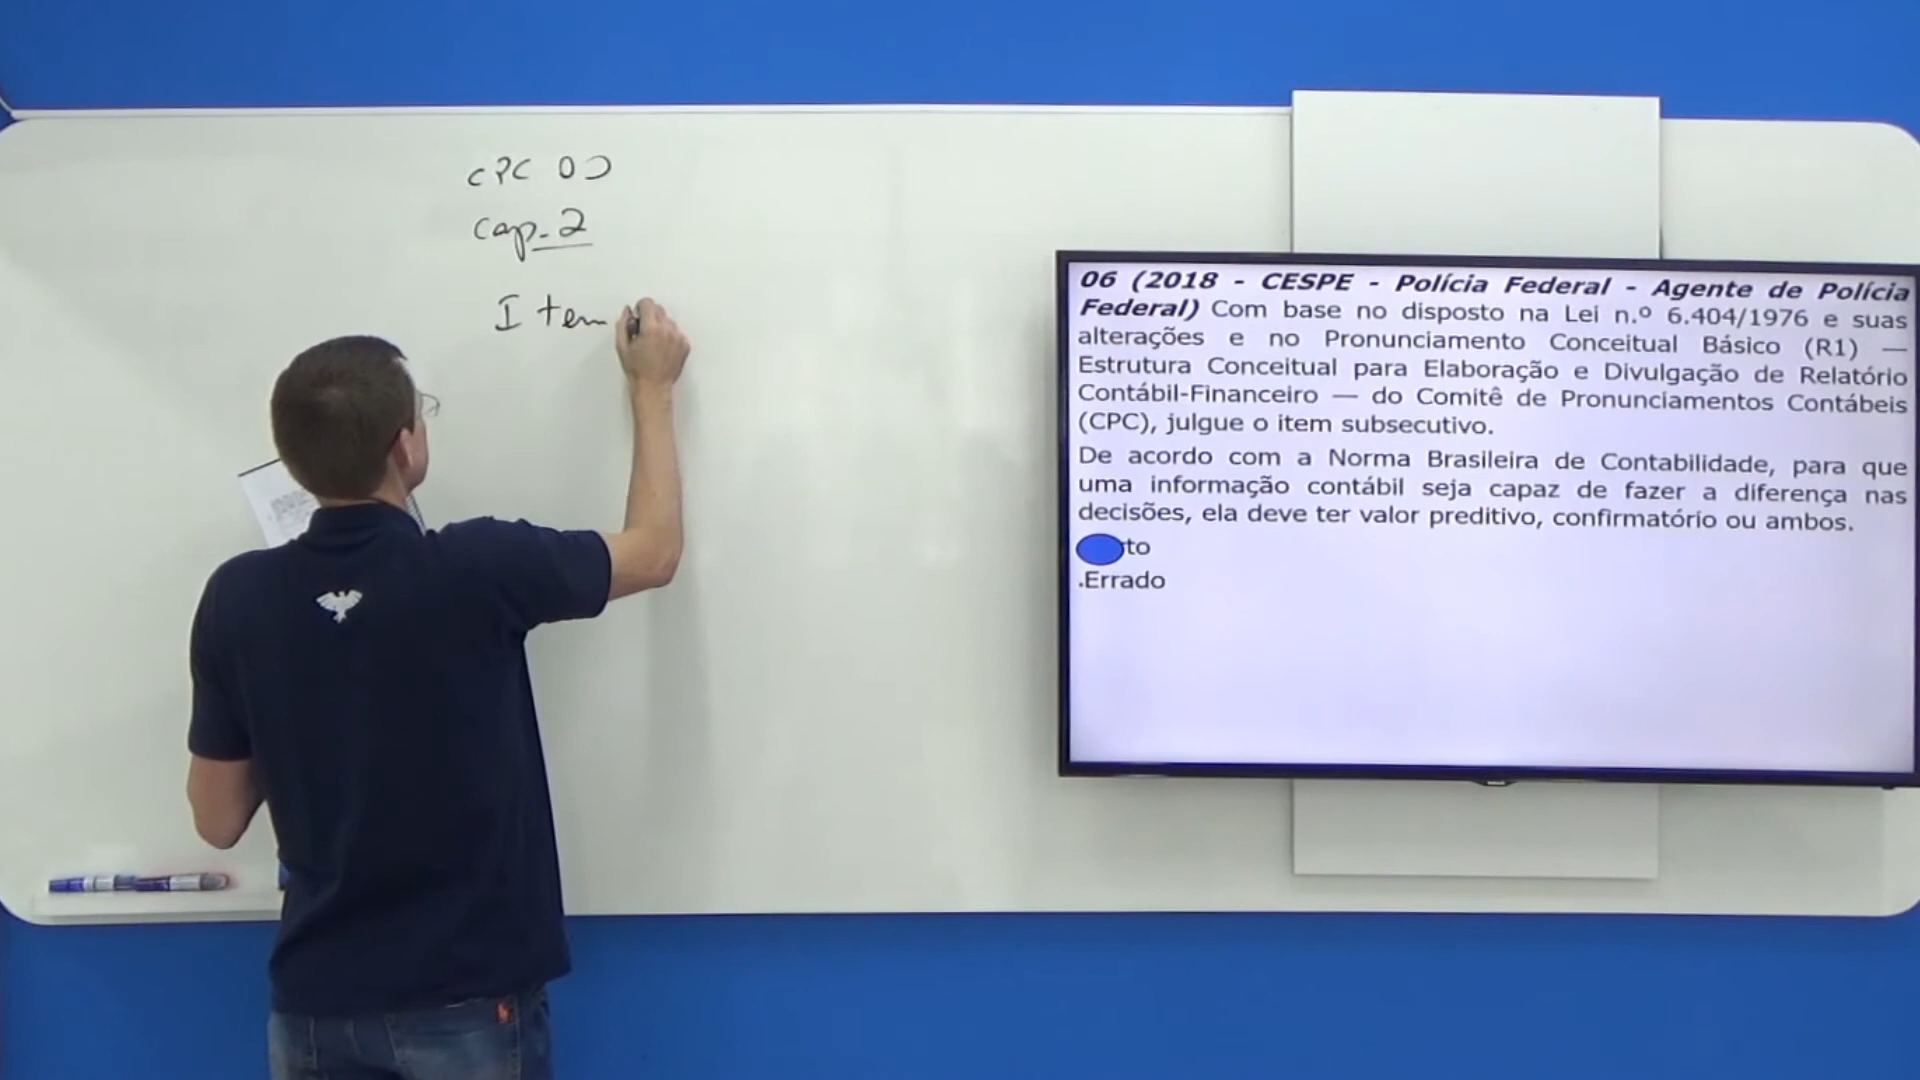 CPC 00
Cap. 2
Item
06 (2018 - CESPE - Polícia Federal - Agente de Polícia
Federal) Com base no disposto na Lei n.º 6.404/1976 e suas
alterações e no Pronunciamento Conceitual Básico (R1) —
Estrutura Conceitual para Elaboração e Divulgação de Relatório
Contábil-Financeiro — do Comitê de Pronunciamentos Contábeis
(CPC), julgue o item subsecutivo.
De acordo com a Norma Brasileira de Contabilidade, para que
uma informação contábil seja capaz de fazer a diferença nas
decisões, ela deve ter valor preditivo, confirmatório ou ambos.
to
.Errado